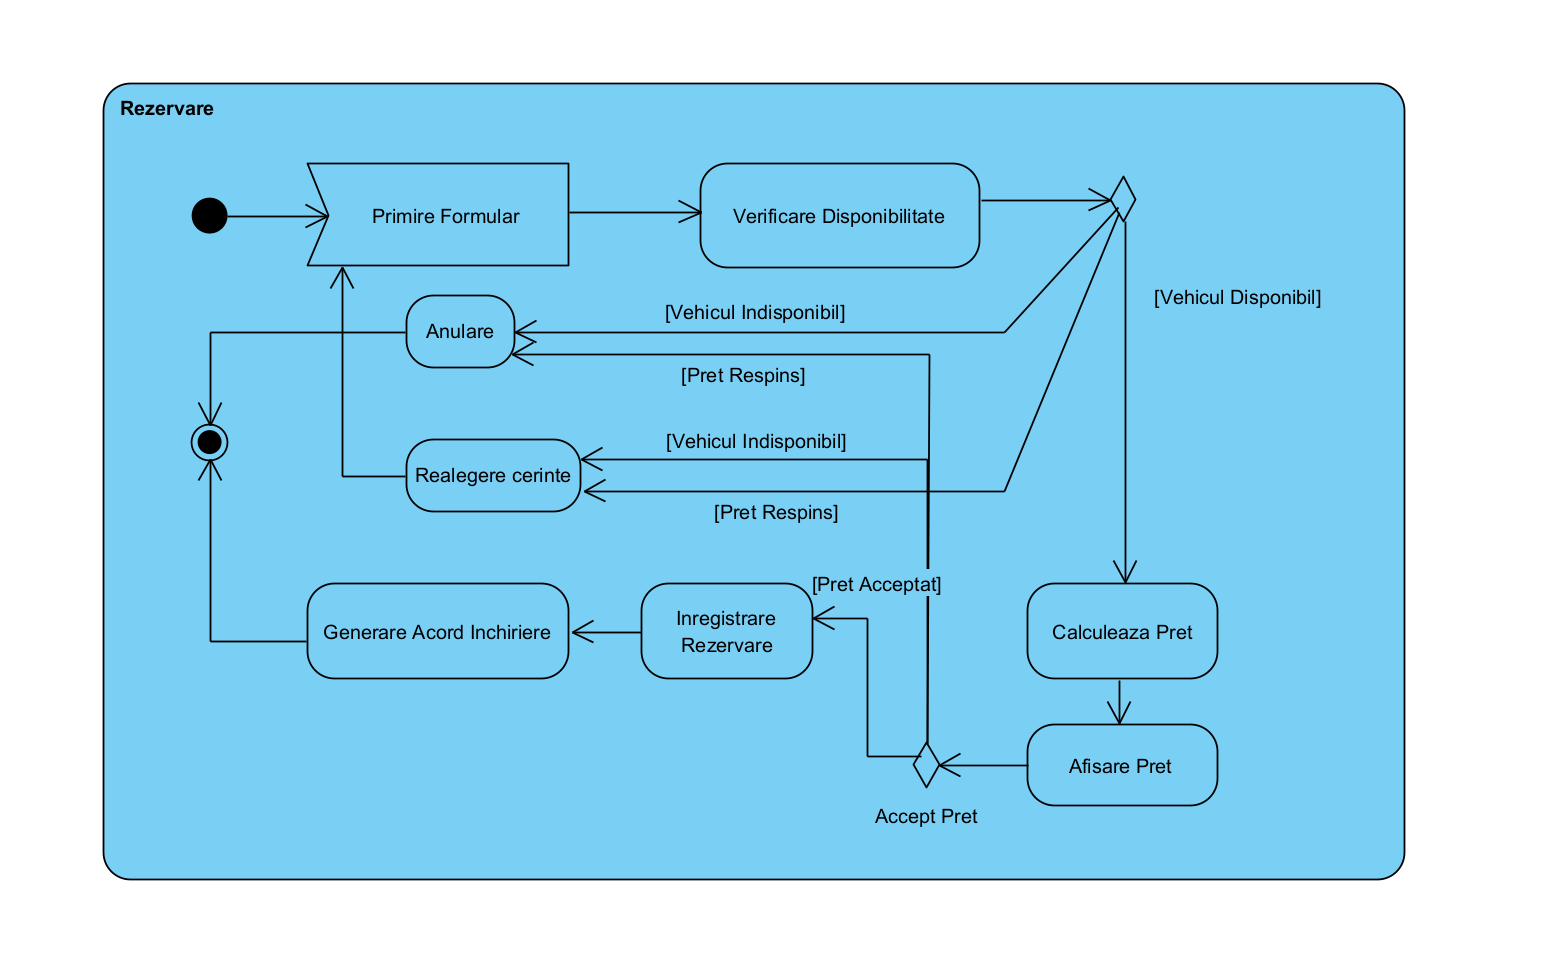 Rezervare
Primire Formular
Verificare Disponibilitate
[Vehicul Disponibil]
[Vehicul Indisponibil]
Anulare
[Pret Respins]
[Vehicul Indisponibil]
Realegere cerinte
[Pret Respins]
[Pret Acceptat]
Generare Acord Inchiriere
Inregistrare
Rezervare
Calculeaza Pret
Afisare Pret
Accept Pret